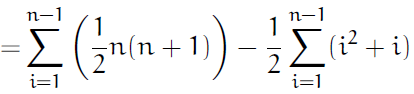 = \sum_{i=1}^{n-1} \left( \frac{1}{2} n(n+1) \right) - \frac{1}{2} \sum_{i=1}^{n-1} (i^2 + i)